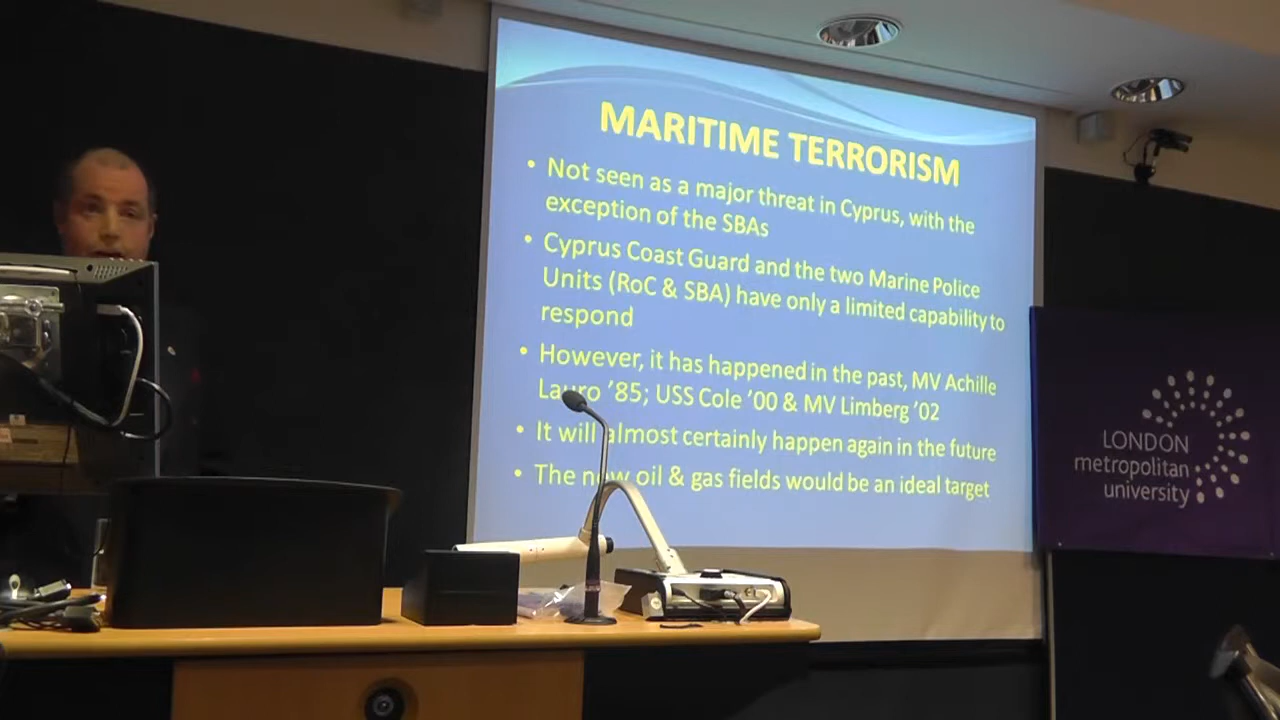 MARITIME TERRORISM
• Not seen as a major threat in Cyprus, with the
exception of the SBAs
• Cyprus Coast Guard and the two Marine Police
Units (RoC & SBA) have only a limited capability to
respond
• However, it has happened in the past, MV Achille
Lauro ’85; USS Cole ’00 & MV Limberg ’02
• It will almost certainly happen again in the future
• The new oil & gas fields would be an ideal target
LONDON
metropolitan
university